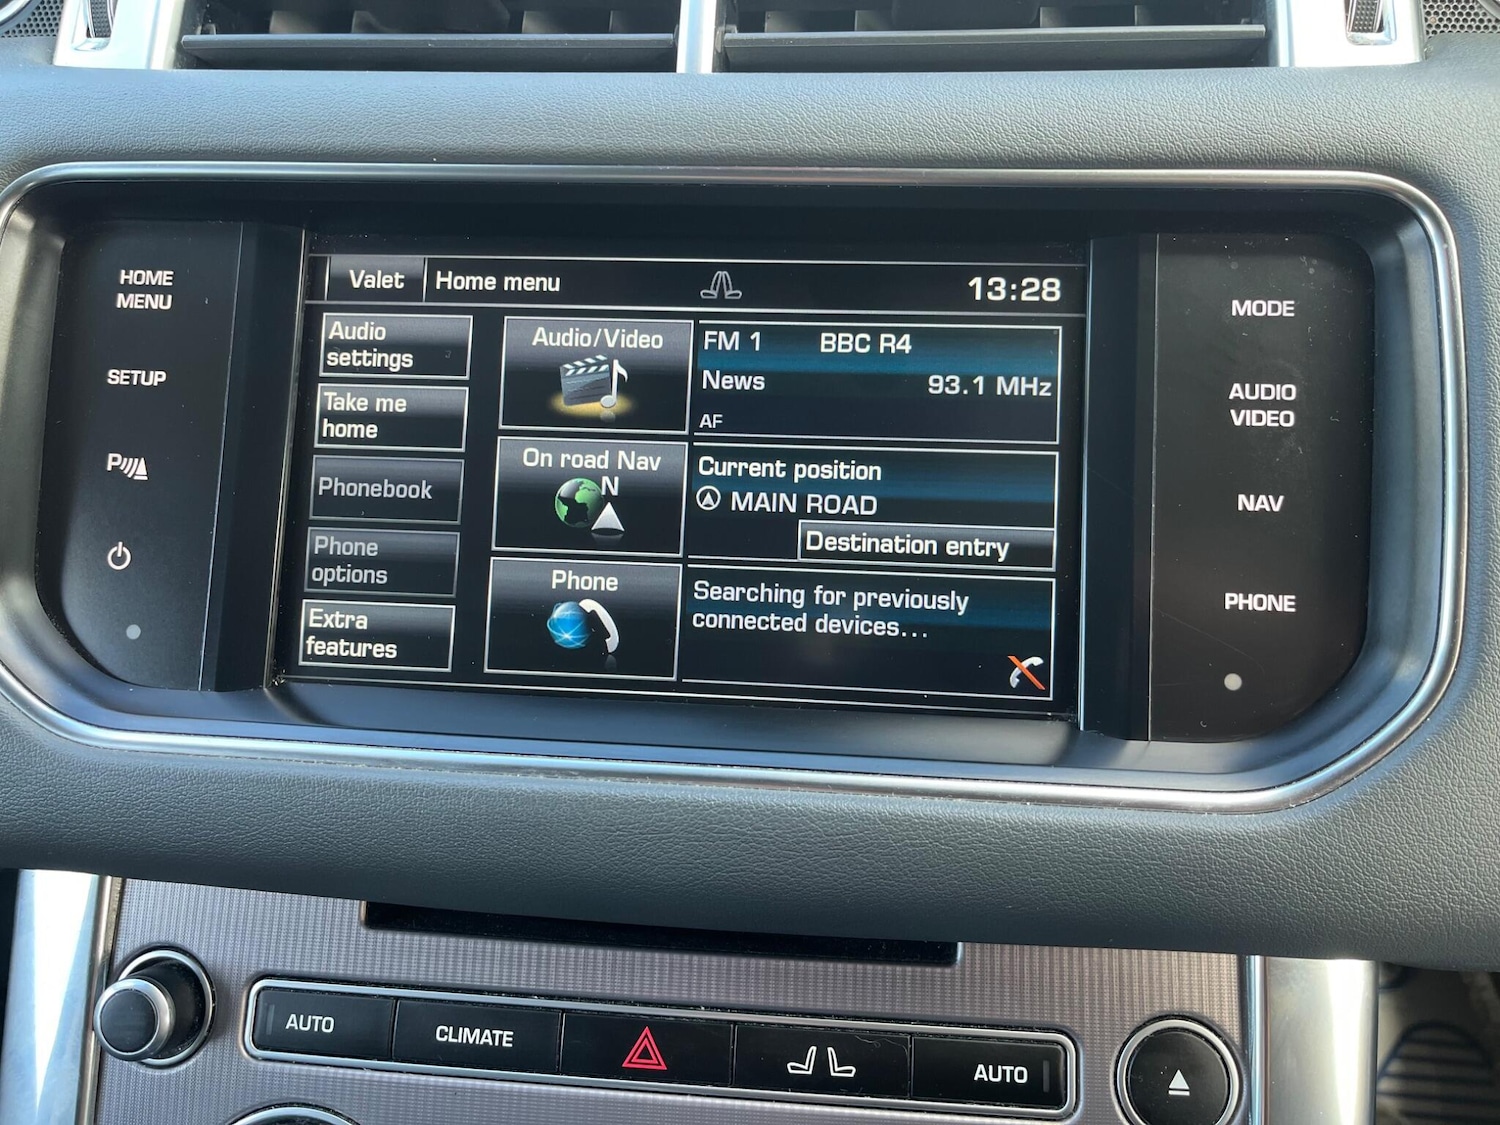 HOME
MENU
SETUP
P
Valet
Home menu
13:28
Audio
settings
Take me
home
Phonebook
Phone
options
Extra
features
Audio/Video
On road Nav
N
Phone
FM 1 BBC R4
News 93.1 MHz
AF
Current position
MAIN ROAD
Destination entry
Searching for previously
connected devices...
MODE
AUDIO
VIDEO
NAV
PHONE
AUTO
CLIMATE
AUTO